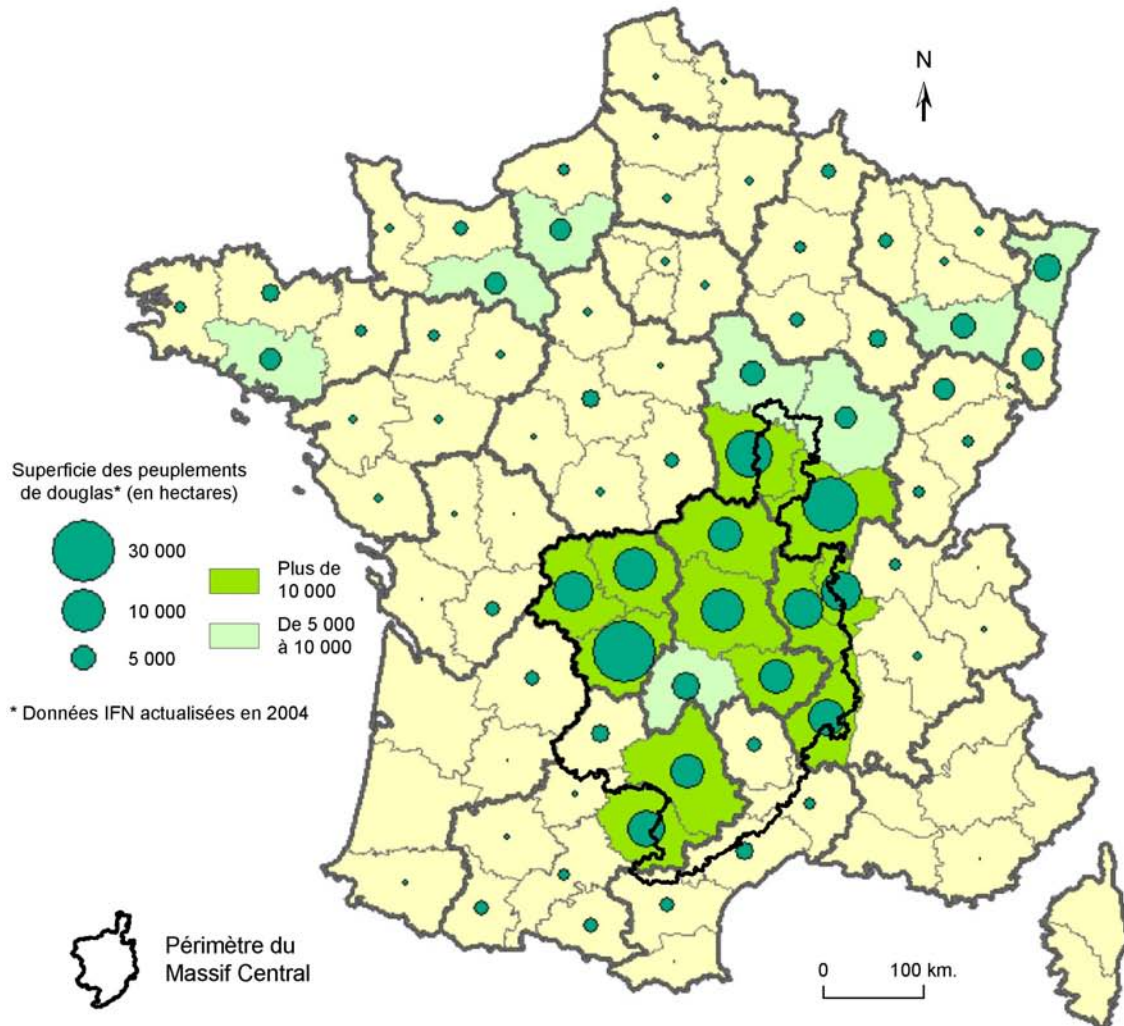 N
Superficie des peuplements
de douglas* (en hectares)
30 000
10 000
5 000
Plus de
10 000
De 5 000
à 10 000
* Données IFN actualisées en 2004
Périmètre du
Massif Central
0 100 km.